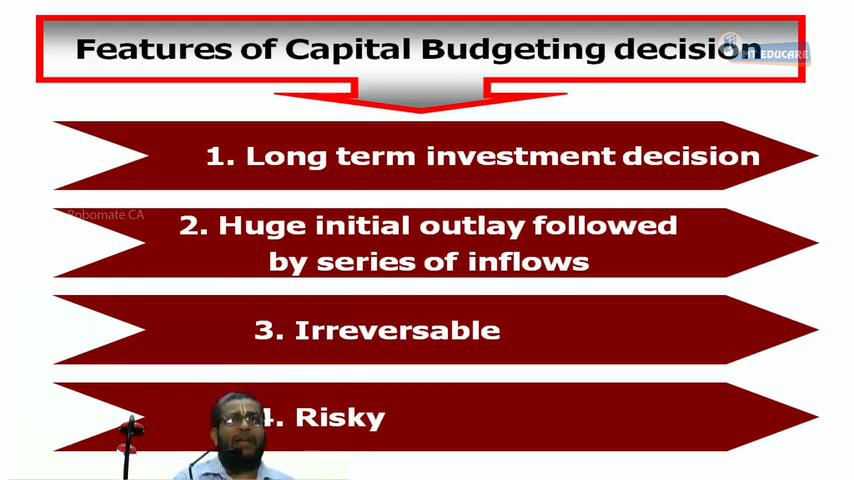 Features of Capital Budgeting decision
MT EDUCARE
1. Long term investment decision
Robomate CA
2. Huge initial outlay followed
by series of inflows
3. Irreversable
4. Risky